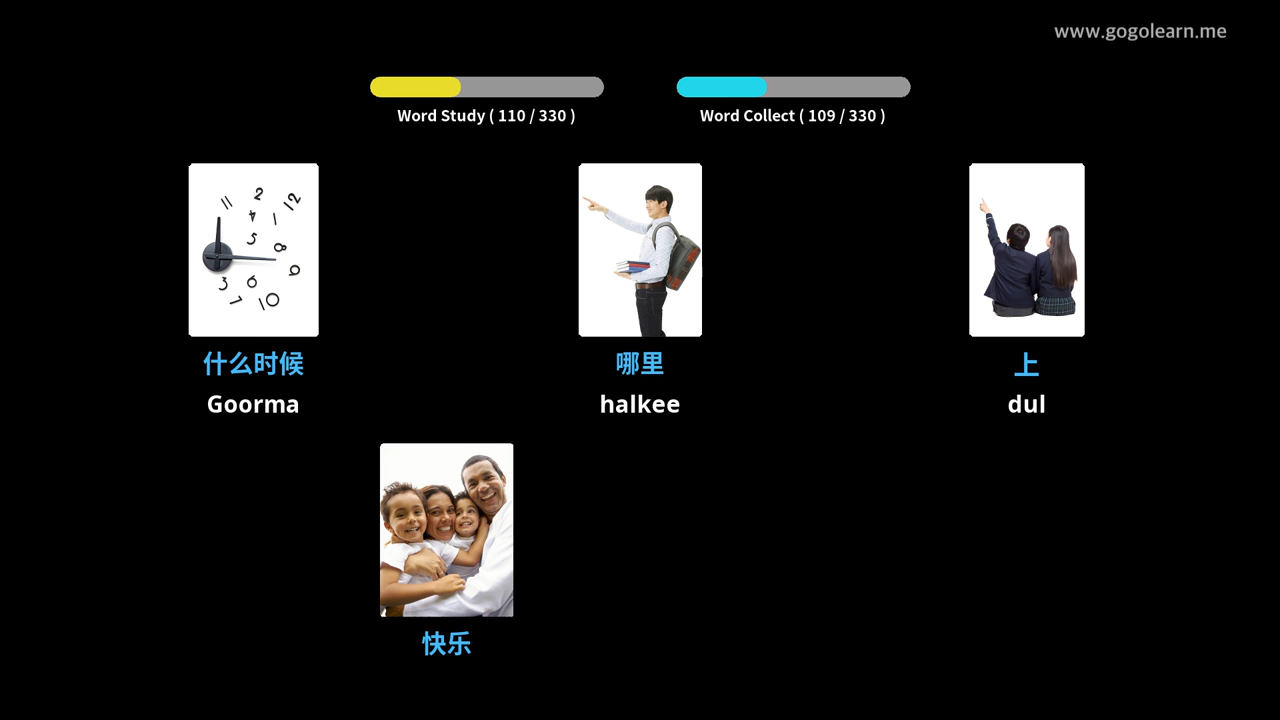 www.gogolearn.me
Word Study ( 110 / 330 )
Word Collect ( 109 / 330 )
什么时候
Goorma
哪里
halkee
上
dul
快乐